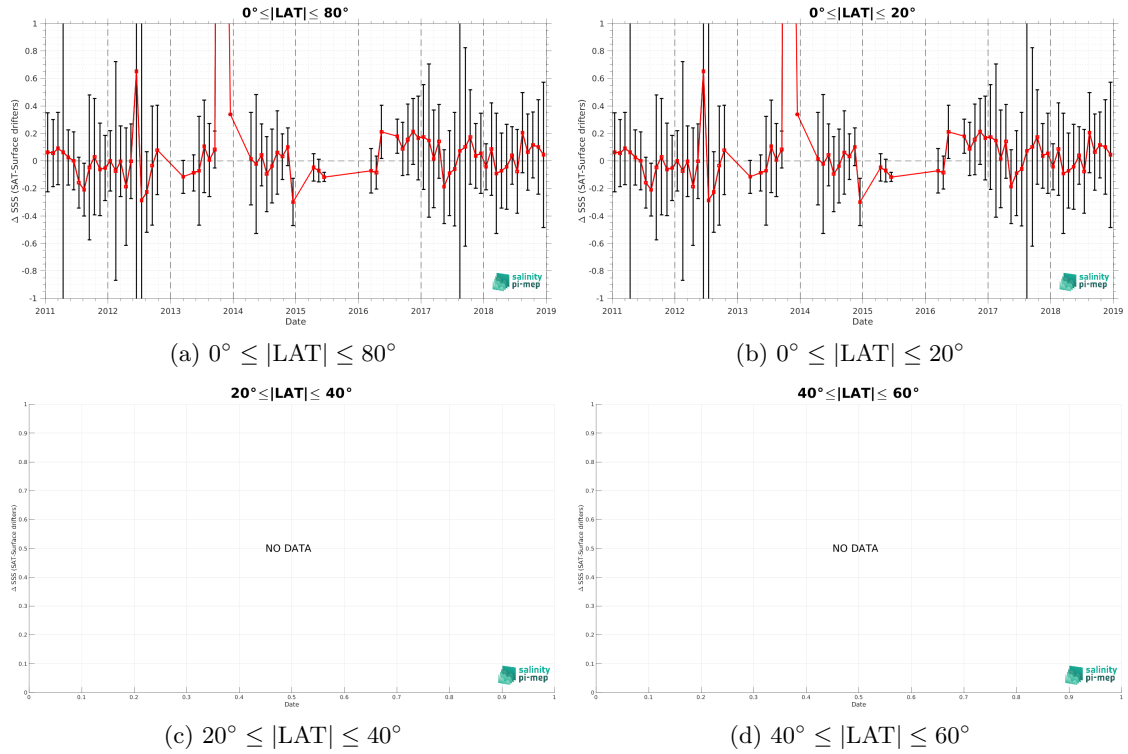 0°≤|LAT|≤ 80°
Δ SSS (SAT-Surface drifters)
1
0.8
0.6
0.4
0.2
0
-0.2
-0.4
-0.6
-0.8
-1
2011 2012 2013 2014 2015 2016 2017 2018 2019
Date
salinity
pi-mep
(a) 0° ≤ |LAT| ≤ 80°
0°≤|LAT|≤ 20°
Δ SSS (SAT-Surface drifters)
1
0.8
0.6
0.4
0.2
0
-0.2
-0.4
-0.6
-0.8
-1
2011 2012 2013 2014 2015 2016 2017 2018 2019
Date
salinity
pi-mep
(b) 0° ≤ |LAT| ≤ 20°
20°≤|LAT|≤ 40°
Δ SSS (SAT-Surface drifters)
1
0.9
0.8
0.7
0.6
0.5
0.4
0.3
0.2
0.1
0
NO DATA
0 0.1 0.2 0.3 0.4 0.5 0.6 0.7 0.8 0.9 1
Date
salinity
pi-mep
(c) 20° ≤ |LAT| ≤ 40°
40°≤|LAT|≤ 60°
Δ SSS (SAT-Surface drifters)
1
0.9
0.8
0.7
0.6
0.5
0.4
0.3
0.2
0.1
0
NO DATA
0 0.1 0.2 0.3 0.4 0.5 0.6 0.7 0.8 0.9 1
Date
salinity
pi-mep
(d) 40° ≤ |LAT| ≤ 60°